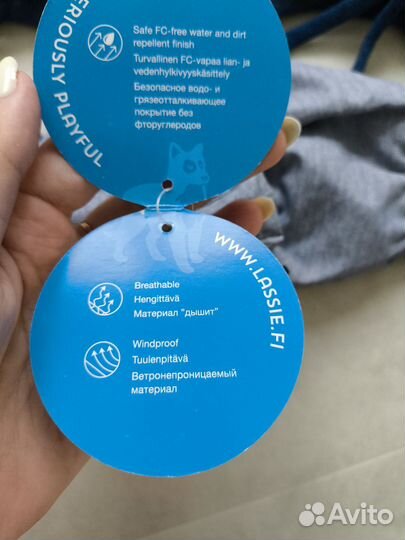 SERIOUSLY PLAYFUL
Safe FC-free water and dirt
repellent finish
Turvallinen FC-vapaa lian- ja
vedenhylkivyyskäsittely
Безопасное водо- и
грязеотталкивающее
покрытие без
фторуглеродов
WWW.LASSIE.FI
Breathable
Hengittävä
Материал "дышит"
Windproof
Tuulenpitävä
Ветронепроницаемый
материал
Avito